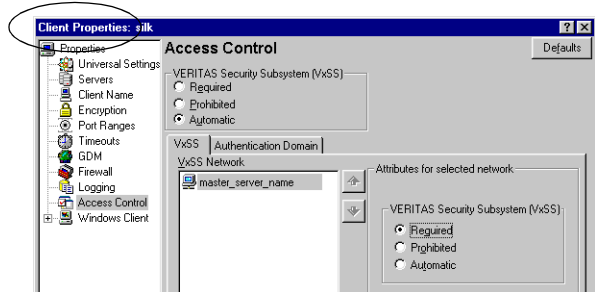 Client Properties: silk
Access Control
Defaults
Properties
Universal Settings
Servers
Client Name
Encryption
Port Ranges
Timeouts
GDM
Firewall
Logging
Access Control
Windows Client
VERITAS Security Subsystem (VxSS)
Required
Prohibited
Automatic
VxSS
Authentication Domain
VxSS Network
master_server_name
Attributes for selected network
VERITAS Security Subsystem (VxSS)
Required
Prohibited
Automatic